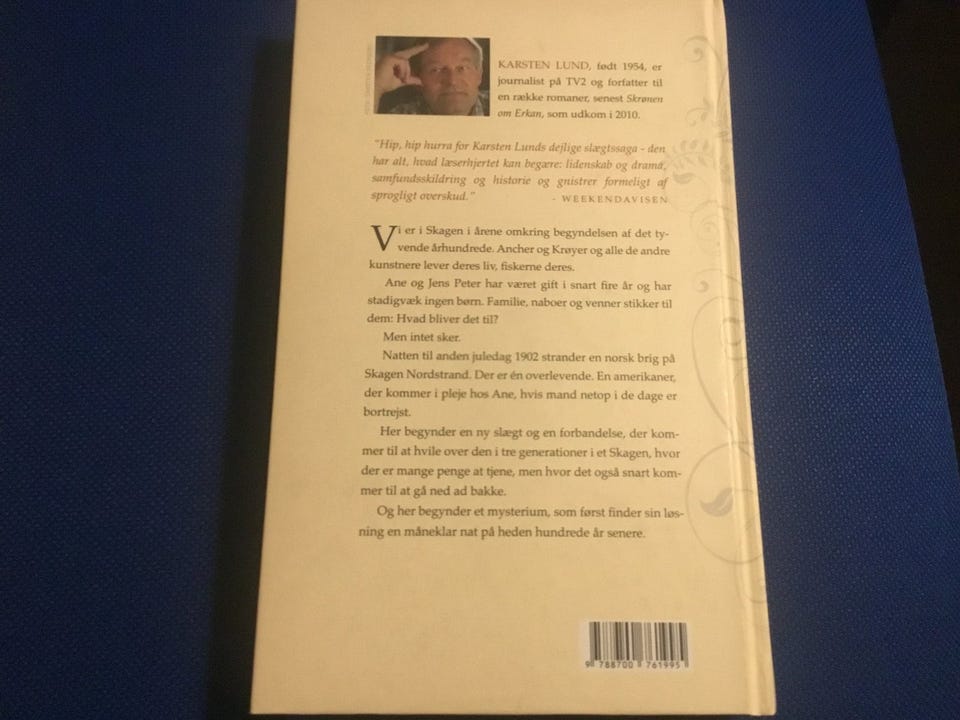 KARSTEN LUND, født 1954, er
journalist på TV2 og forfatter til
en række romaner, senest Skrønen
om Erkan, som udkom i 2010.
"Hip, hip hurra for Karsten Lunds dejlige slægtssaga - den
har alt, hvad læserhjertet kan begære: lidenskab og drama,
samfundsskildring og historie og gnistrer formeligt af
sprogligt overskud."
- WEEKENDAVISEN
Vi er i Skagen i årene omkring begyndelsen af det ty-
vende århundrede. Ancher og Krøyer og alle de andre
kunstnere lever deres liv, fiskerne deres.
Ane og Jens Peter har været gift i snart fire år og har
stadigvæk ingen børn. Familie, naboer og venner stikker til
dem: Hvad bliver det til?
Men intet sker.
Natten til anden juledag 1902 strander en norsk brig på
Skagen Nordstrand. Der er én overlevende. En amerikaner,
der kommer i pleje hos Ane, hvis mand netop i de dage er
bortrejst.
Her begynder en ny slægt og en forbandelse, der kom-
mer til at hvile over den i tre generationer i et Skagen, hvor
der er mange penge at tjene, men hvor det også snart kom-
mer til at gå ned ad bakke.
Og her begynder et mysterium, som først finder sin løs-
ning en måneklar nat på heden hundrede år senere.
9 788700 761995